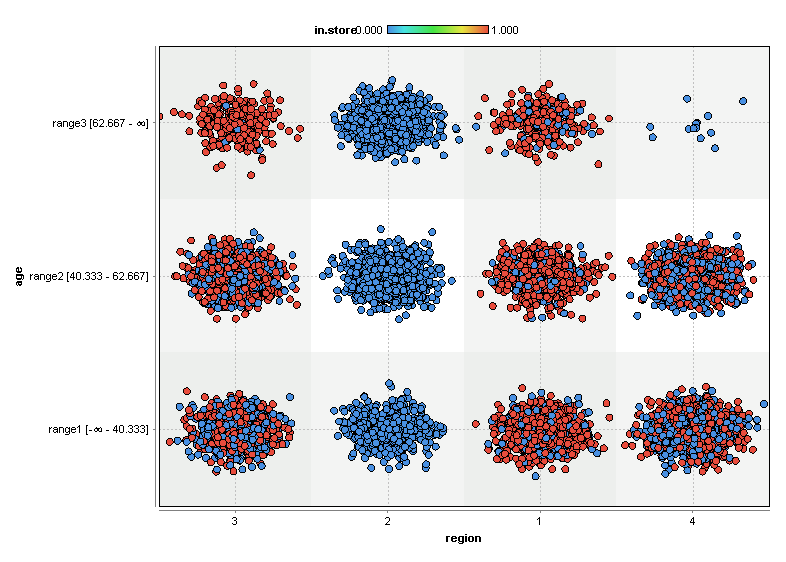 in.store 0.000 1.000
range3 [62.667 - ∞]
range2 [40.333 - 62.667]
range1 [-∞ - 40.333]
age
3 2 1 4
region